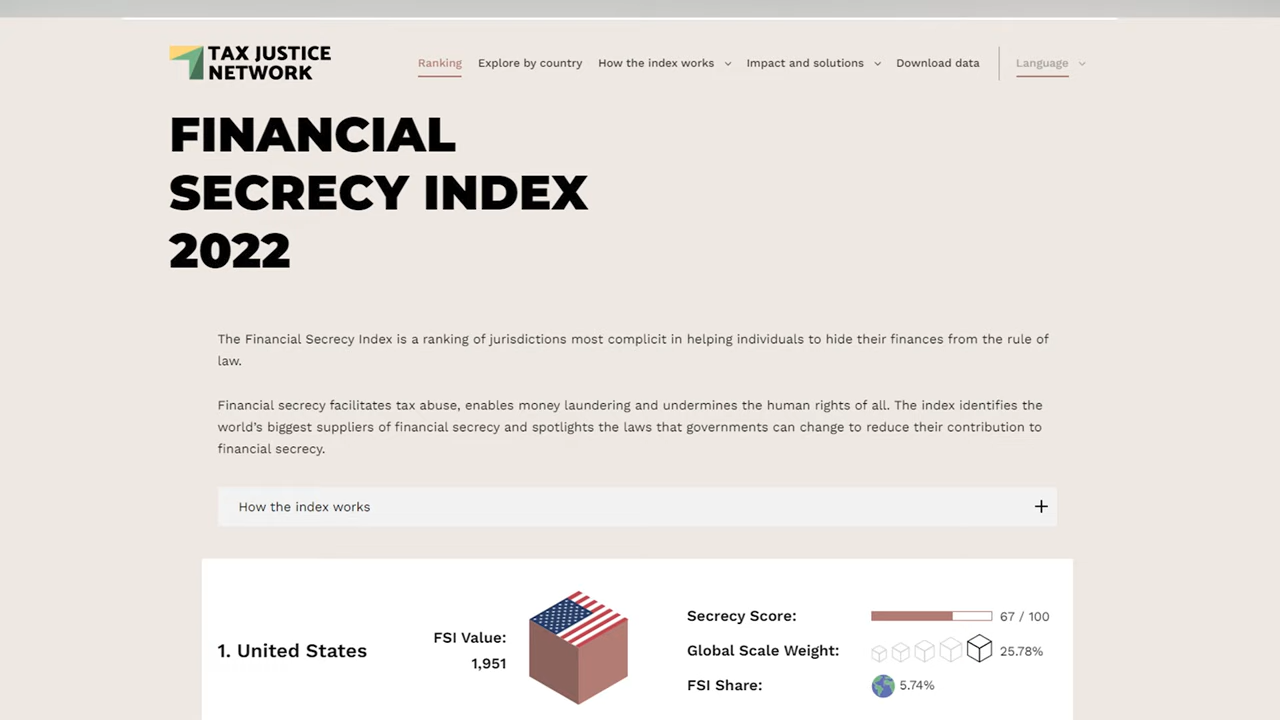 TAX JUSTICE
NETWORK
Ranking Explore by country How the index works Impact and solutions Download data Language
FINANCIAL
SECRECY INDEX
2022
The Financial Secrecy Index is a ranking of jurisdictions most complicit in helping individuals to hide their finances from the rule of
law.
Financial secrecy facilitates tax abuse, enables money laundering and undermines the human rights of all. The index identifies the
world’s biggest suppliers of financial secrecy and spotlights the laws that governments can change to reduce their contribution to
financial secrecy.
How the index works +
1. United States
FSI Value:
1,951
Secrecy Score: 67 / 100
Global Scale Weight: 25.78%
FSI Share: 5.74%